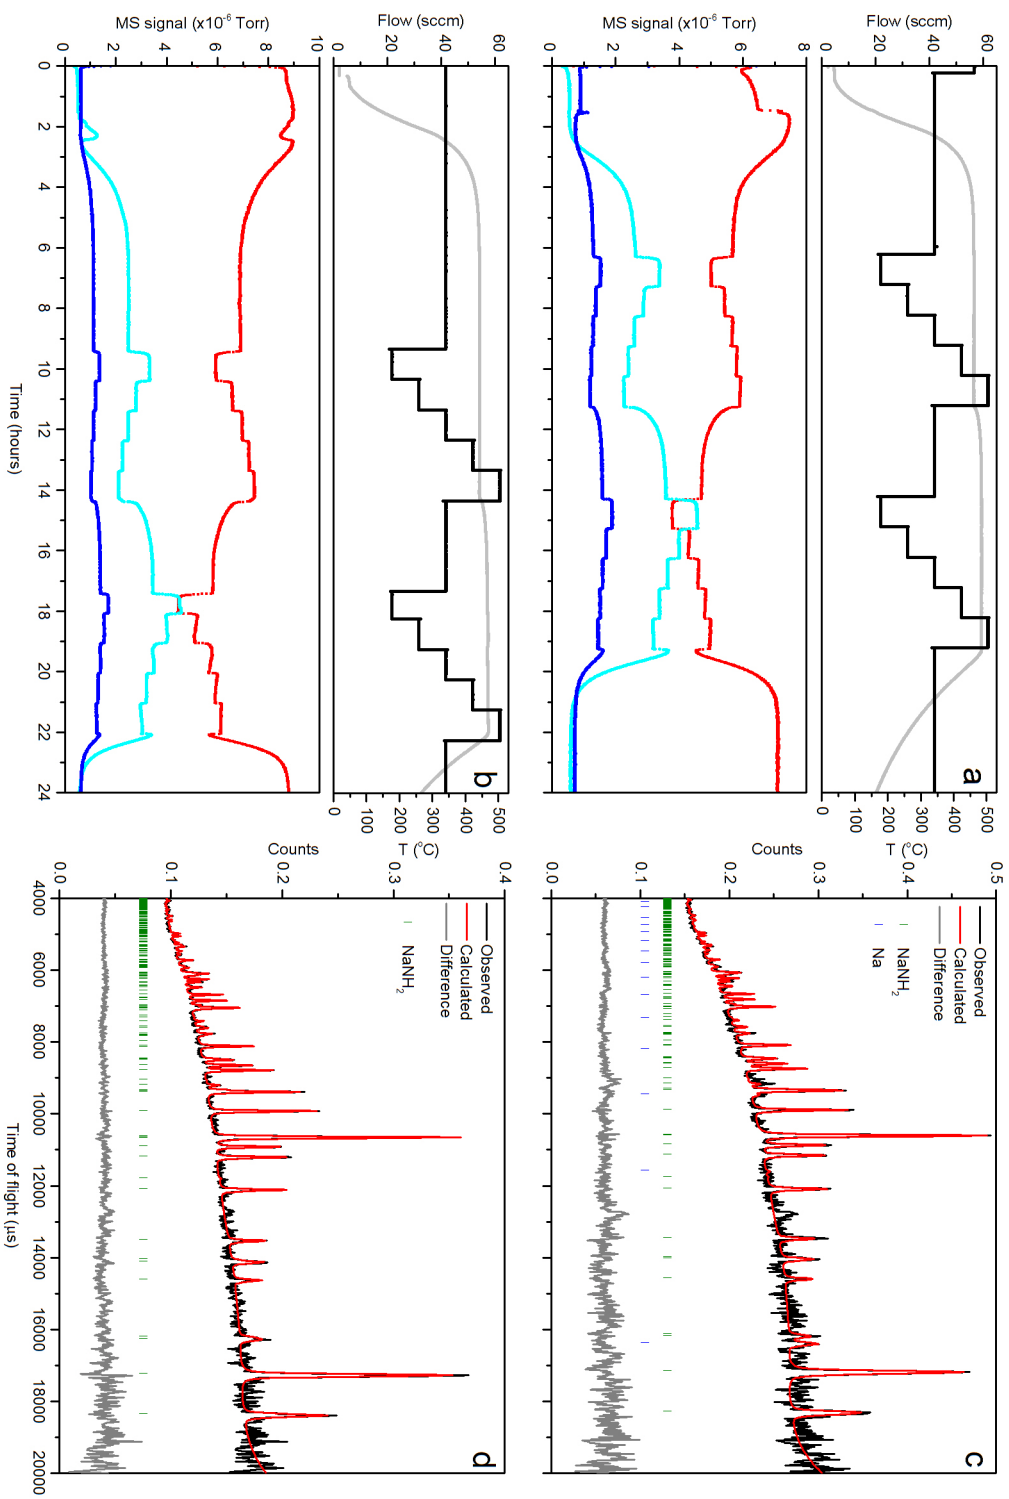 a
Flow (sccm)
0
20
40
60
T (°C)
0
100
200
300
400
500
MS signal (x10⁻⁶ Torr)
0
2
4
6
8
b
Flow (sccm)
0
20
40
60
T (°C)
0
100
200
300
400
500
MS signal (x10⁻⁶ Torr)
0
2
4
6
8
10
0
2
4
6
8
10
12
14
16
18
20
22
24
Time (hours)
c
Observed
Calculated
Difference
NaNH₂
Na
Counts
0.0
0.1
0.2
0.3
0.4
0.5
d
Observed
Calculated
Difference
NaNH₂
Counts
0.0
0.1
0.2
0.3
0.4
4000
6000
8000
10000
12000
14000
16000
18000
20000
Time of flight (μs)